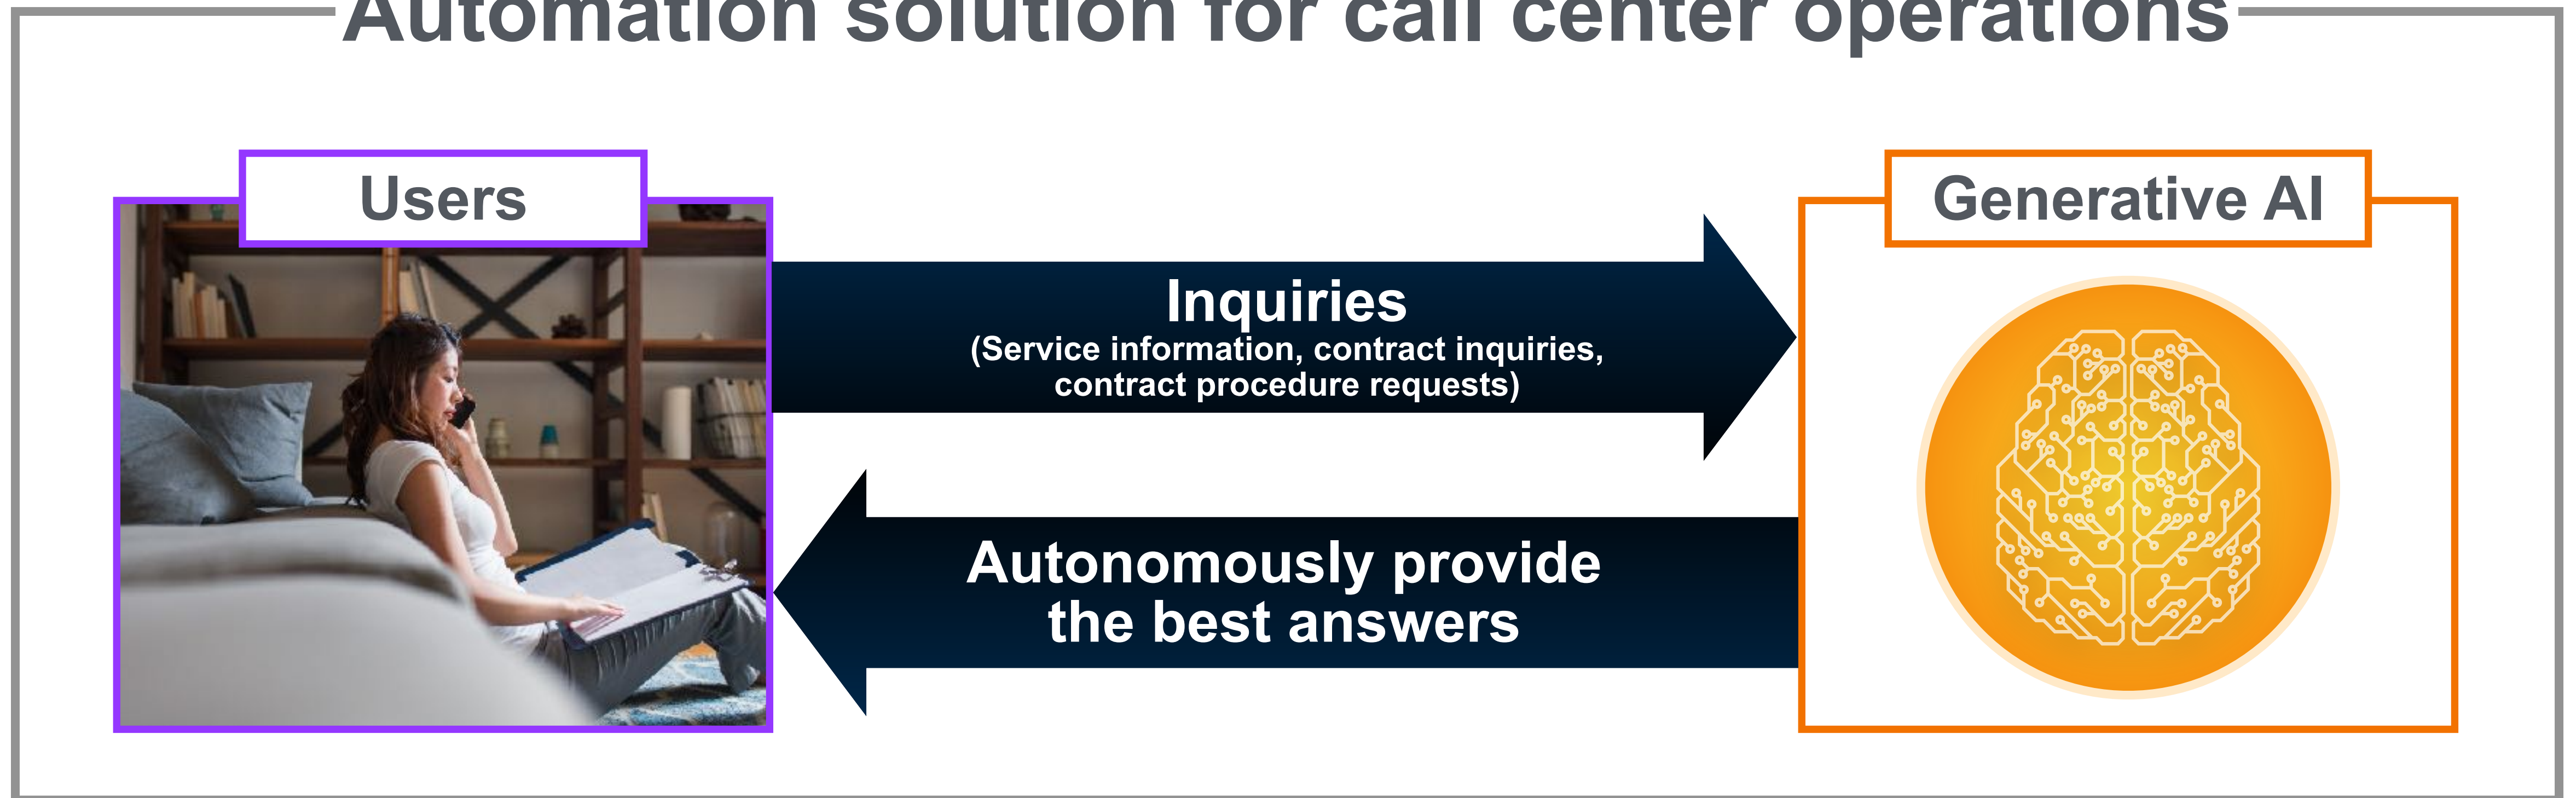 Automation solution for call center operations
Users
Generative AI
Inquiries
(Service information, contract inquiries,
contract procedure requests)
Autonomously provide
the best answers